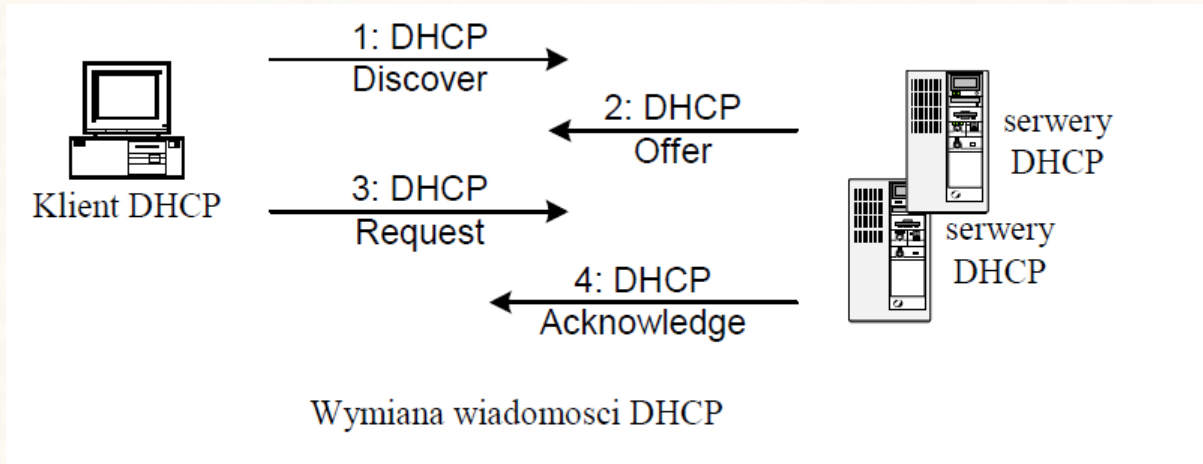 1: DHCP
Discover
2: DHCP
Offer
3: DHCP
Request
4: DHCP
Acknowledge
Klient DHCP
serwery
DHCP
serwery
DHCP
Wymiana wiadomosci DHCP